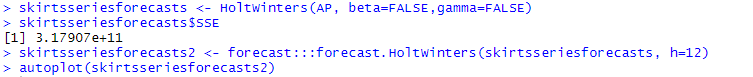 > skirtsseriesforecasts <- HoltWinters(AP, beta=FALSE,gamma=FALSE)
> skirtsseriesforecasts$SSE
[1] 3.17907e+11
> skirtsseriesforecasts2 <- forecast:::forecast.HoltWinters(skirtsseriesforecasts, h=12)
> autoplot(skirtsseriesforecasts2)